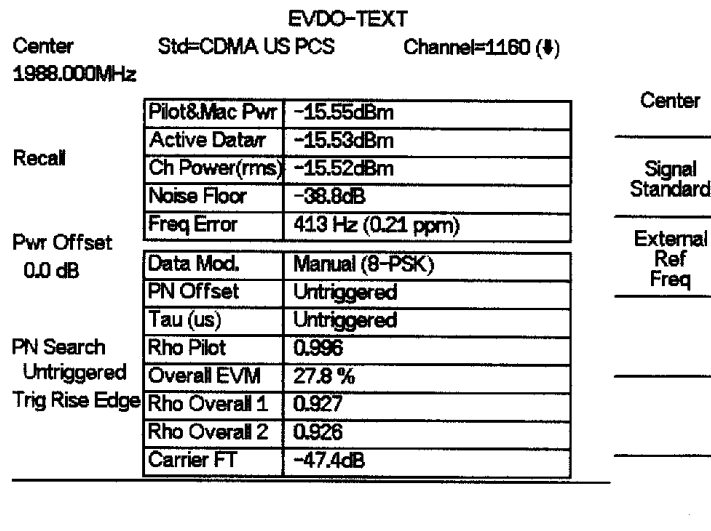 EVDO-TEXT
Center Std=CDMA US PCS Channel=1160 (⬇)
1988.000MHz
Center
Pilot&Mac Pwr -15.55dBm
Active Datavr -15.53dBm
Recall
Ch Power(rms) -15.52dBm
Signal
Standard
Noise Floor -38.8dB
Freq Error 413 Hz (0.21 ppm)
External
Ref
Freq
Pwr Offset
0.0 dB
Data Mod. Manual (8-PSK)
PN Offset Untriggered
Tau (us) Untriggered
PN Search
Untriggered
Trig Rise Edge
Rho Pilot 0.996
Overall EVM 27.8 %
Rho Overall 1 0.927
Rho Overall 2 0.926
Carrier FT -47.4dB